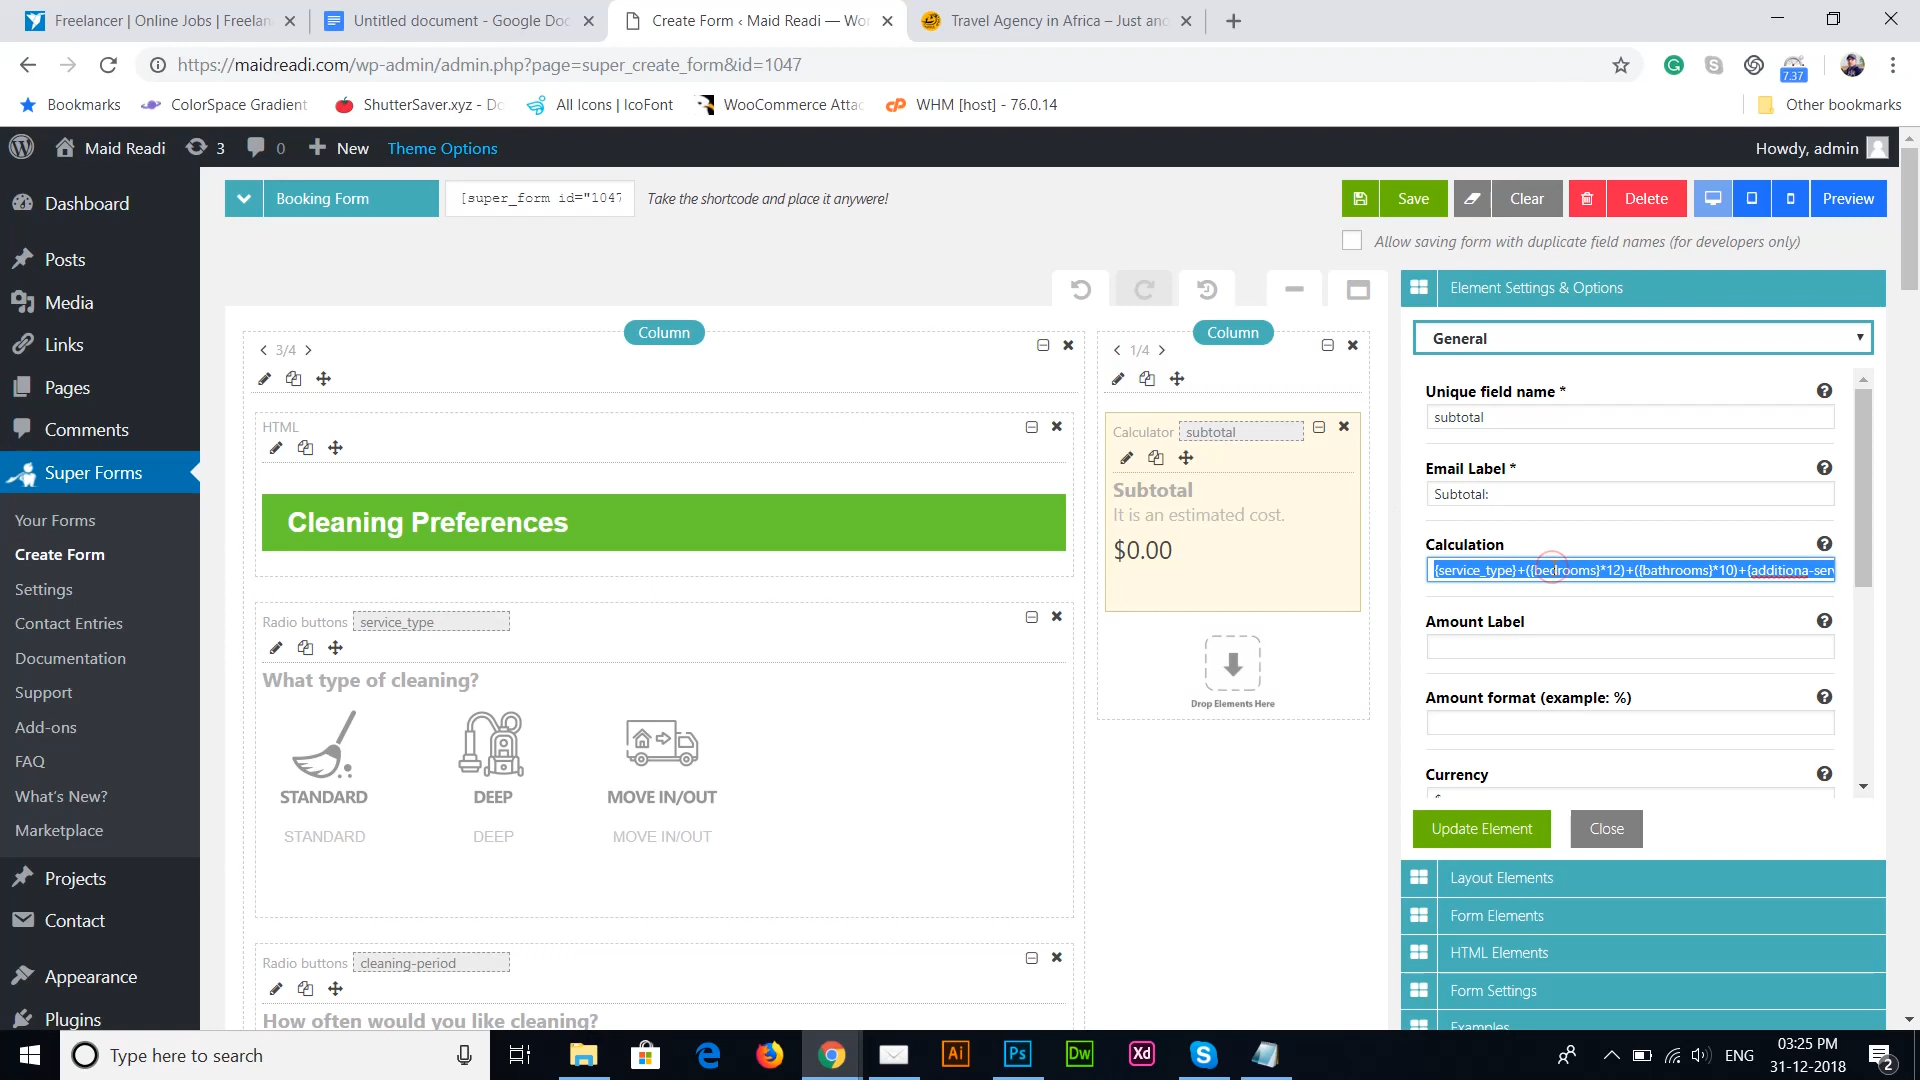 Freelancer | Online Jobs | Freelan
Untitled document - Google Doc
Create Form ‹ Maid Readi — Wor
Travel Agency in Africa – Just and
https://maidreadi.com/wp-admin/admin.php?page=super_create_form&id=1047
7.37
Bookmarks
ColorSpace Gradient
ShutterSaver.xyz - Do
All Icons | IcoFont
WooCommerce Attac
WHM [host] - 76.0.14
Other bookmarks
Maid Readi
3
0
New
Theme Options
Howdy, admin
Dashboard
Posts
Media
Links
Pages
Comments
Super Forms
Your Forms
Create Form
Settings
Contact Entries
Documentation
Support
Add-ons
FAQ
What's New?
Marketplace
Projects
Contact
Appearance
Plugins
Booking Form
[super_form id="1047
Take the shortcode and place it anywere!
Save
Clear
Delete
Preview
Allow saving form with duplicate field names (for developers only)
Column
3/4
HTML
Cleaning Preferences
Radio buttons
service_type
What type of cleaning?
STANDARD
DEEP
MOVE IN/OUT
STANDARD
DEEP
MOVE IN/OUT
Radio buttons
cleaning-period
How often would you like cleaning?
Column
1/4
Calculator
subtotal
Subtotal
It is an estimated cost.
$0.00
Drop Elements Here
Element Settings & Options
General
Unique field name *
subtotal
Email Label *
Subtotal:
Calculation
{service_type}+({bedrooms}*12)+({bathrooms}*10)+{additiona-serv
Amount Label
Amount format (example: %)
Currency
Update Element
Close
Layout Elements
Form Elements
HTML Elements
Form Settings
Examples
Type here to search
Ai
Ps
Dw
Xd
ENG
03:25 PM
31-12-2018
2